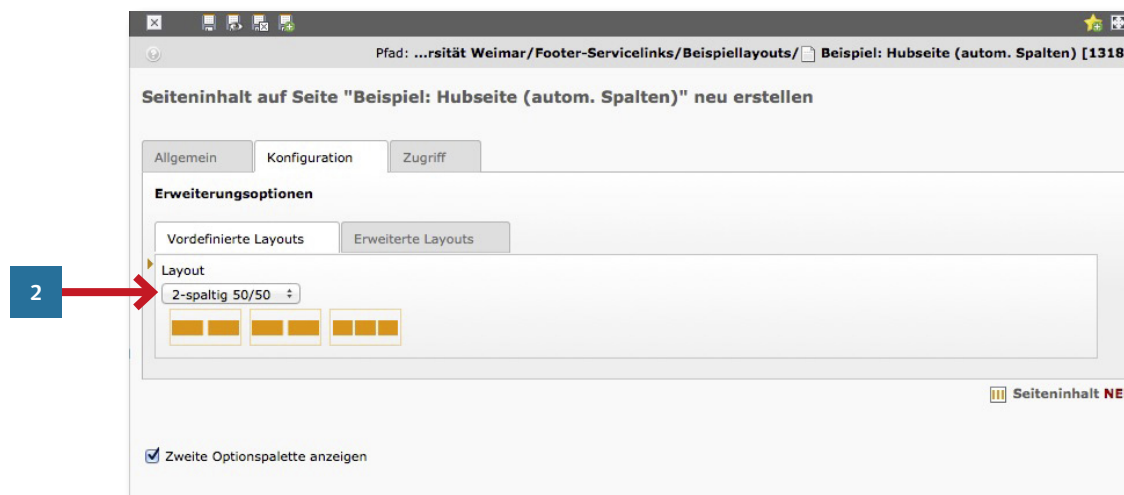 Pfad: ...rsität Weimar/Footer-Servicelinks/Beispiellayouts/ Beispiel: Hubseite (autom. Spalten) [1318
Seiteninhalt auf Seite "Beispiel: Hubseite (autom. Spalten)" neu erstellen
Allgemein Konfiguration Zugriff
Erweiterungsoptionen
Vordefinierte Layouts Erweiterte Layouts
Layout
2 2-spaltig 50/50
Seiteninhalt NE
Zweite Optionspalette anzeigen